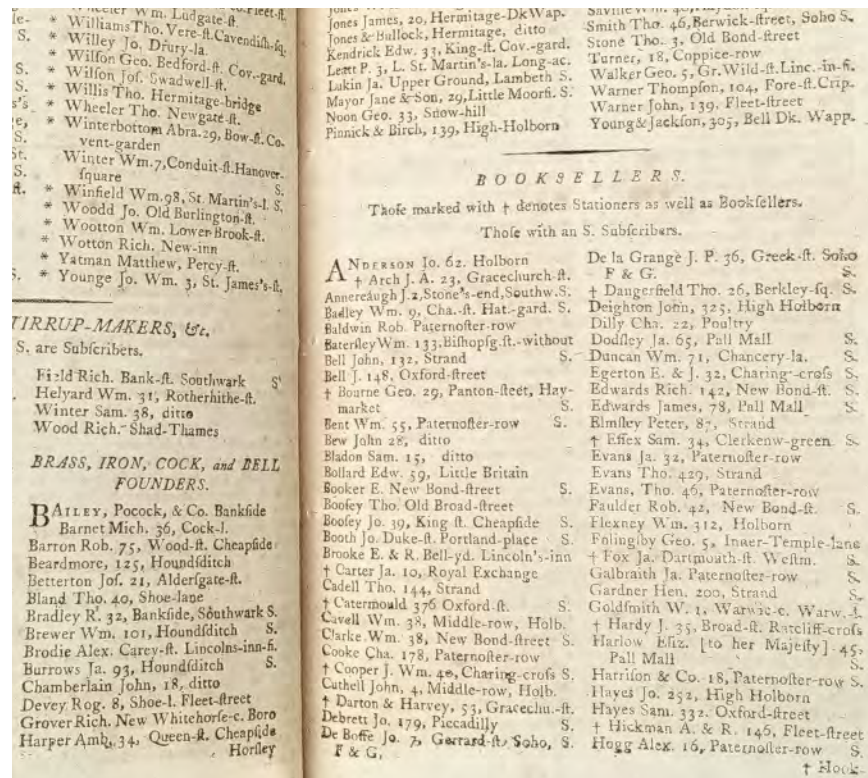 Wheeler Wm. Ludgate-ſt.
* Williams Tho. Vere-ſt. Cavendiſh-ſq.
* Willey Jo. Drury-la.
* Wilſon Geo. Bedford-ſt. Cov-gard.
* Wilſon Joſ. Swadwell-ſt.
* Willis Tho. Hermitage-bridge
* Wheeler Tho. Newgate-ſt.
* Winterbottom Abra. 29, Bow-ſt. Co-
vent-garden
Winter Wm. 7, Conduit-ſt. Hanover-
ſquare S.
* Winfield Wm. 98, St. Martin's-l. S.
* Woodd Jo. Old Burlington-ſt.
* Wootton Wm. Lower Brook-ſt.
* Wotton Rich. New-inn
* Yatman Matthew, Percy-ſt.
* Younge Jo. Wm. 3, St. James's-ſt.
TIRRUP-MAKERS, &c.
S. are Subſcribers.
Field Rich. Bank-ſt. Southwark S
Helyard Wm. 31, Rotherhithe-ſt.
Winter Sam. 38, ditto
Wood Rich. Shad-Thames
BRASS, IRON, COCK, and BELL
FOUNDERS.
BAILEY, Pocock, & Co. Bankſide
Barnet Mich. 36, Cock-l.
Barron Rob. 75, Wood-ſt. Cheapſide
Beardmore, 125, Houndſditch
Betterton Joſ. 21, Alderſgate-ſt.
Bland Tho. 40, Shoe-lane
Bradley R. 32, Bankſide, Southwark S.
Brewer Wm. 101, Houndſditch S.
Brodie Alex. Carey-ſt. Lincolns-inn-fi.
Burrows Ja. 93, Houndſditch S.
Chamberlain John, 18, ditto
Devey Rog. 8, Shoe-l. Fleet-ſtreet
Grover Rich. New Whitehorſe-c. Boro
Harper Amb. 34, Queen-ſt. Cheapſide
Horſley
Jones James, 20, Hermitage-Dk Wap.
Jones & Bullock, Hermitage, ditto
Kendrick Edw. 33, King-ſt. Cov.-gard.
Leatt P. 3, L. St. Martin's-la. Long-ac.
Lukin Ja. Upper Ground, Lambeth S.
Mayor Jane & Son, 29, Little Moorfi. S.
Noon Geo. 33, Snow-hill
Pinnick & Birch, 139, High-Holborn
Smith Tho. 46, Berwick-ſtreet, Soho S.
Stone Tho. 3, Old Bond-ſtreet
Turner, 18, Coppice-row
Walker Geo. 5, Gr. Wild-ſt. Linc.-in-fi.
Warner Thompſon, 104, Fore-ſt. Crip.
Warner John, 139, Fleet-ſtreet
Young & Jackſon, 305, Bell Dk. Wapp.
BOOKSELLERS.
Thoſe marked with † denotes Stationers as well as Bookſellers.
Thoſe with an S. Subſcribers.
ANDERSON Jo. 62. Holborn
† Arch J. A. 23, Gracechurch-ſt.
Annereaugh J. 2, Stone's-end, Southw. S.
Badley Wm. 9, Cha.-ſt. Hat.-gard. S.
Baldwin Rob. Paternoſter-row
Baterſley Wm. 133. Biſhopſg.-ſt.-without
Bell John, 132, Strand S.
Bell J. 148, Oxford-ſtreet
† Bourne Geo. 29, Panton-ſteet, Hay-
market S.
Bent Wm. 55, Paternoſter-row S.
Bew John 28, ditto
Bladon Sam. 15, ditto
Bollard Edw. 59, Little Britain
Booker E. New Bond-ſtreet S.
Booſey Tho. Old Broad-ſtreet
Booſey Jo. 39, King ſt. Cheapſide S.
Booth Jo. Duke-ſt. Portland-place S.
Brooke E. & R. Bell-yd. Lincoln's-inn
† Carter Ja. 10, Royal Exchange
Cadell Tho. 144, Strand
† Catermould 376 Oxford-ſt. S.
Cavell Wm. 38, Middle-row, Holb.
Clarke Wm. 38, New Bond-ſtreet S.
Cooke Cha. 178, Paternoſter-row
† Cooper J. Wm. 40, Charing-croſs S.
Cuthell John, 4, Middle-row, Holb.
† Darton & Harvey, 53, Gracechu.-ſt.
Debrett Jo. 179, Piccadilly S.
De Boffe Jo. 7, Gerrard-ſt. Soho, S.
F & G,
De la Grange J. P. 36, Greek-ſt. Soho
F & G. S.
† Dangerfield Tho. 26, Berkley-ſq. S.
Deighton John, 325, High Holborn
Dilly Cha. 22, Poultry
Dodſley Ja. 65, Pall Mall S.
Duncan Wm. 71, Chancery-la. S.
Egerton E. & J. 32, Charing-croſs S.
Edwards Rich. 142, New Bond-ſt. S.
Edwards James, 78, Pall Mall S.
Elmſley Peter, 87, Strand
† Eſſex Sam. 34, Clerkenw-green S.
Evans Ja. 32, Paternoſter-row
Evans Tho. 429, Strand
Evans, Tho. 46, Paternoſter-row
Faulder Rob. 42, New Bond-ſt. S.
Flexney Wm. 312, Holborn
Folingſby Geo. 5, Inner-Temple-lane
† Fox Ja. Dartmouth-ſt. Weſtm. S.
Galbraith Ja. Paternoſter-row S.
Gardner Hen. 200, Strand S.
Goldſmith W. 1, Warwic-c. Warw.-ſt.
† Hardy J. 35, Broad-ſt. Ratcliff-croſs
Harlow Eliz. [to her Majeſty] 45,
Pall Mall S.
Harriſon & Co. 18, Paternoſter-row S.
Hayes Jo. 252, High Holborn
Hayes Sam. 332. Oxford-ſtreet
† Hickman A. & R. 146, Fleet-ſtreet
Hogg Alex. 16, Paternoſter-row S.
† Hook-